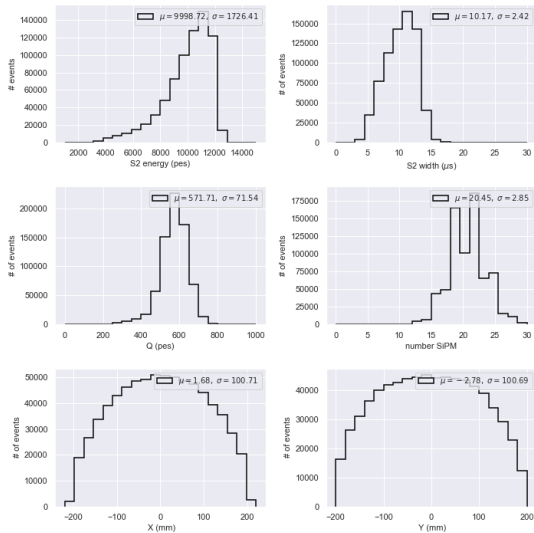 μ = 9998.72, σ = 1726.41
# of events
140000
120000
100000
80000
60000
40000
20000
0
2000 4000 6000 8000 10000 12000 14000
S2 energy (pes)
μ = 10.17, σ = 2.42
# of events
150000
125000
100000
75000
50000
25000
0
0 5 10 15 20 25 30
S2 width (μs)
μ = 571.71, σ = 71.54
# of events
200000
150000
100000
50000
0
0 200 400 600 800 1000
Q (pes)
μ = 20.45, σ = 2.85
# of events
175000
150000
125000
100000
75000
50000
25000
0
0 5 10 15 20 25 30
number SiPM
μ = 1.68, σ = 100.71
# of events
50000
40000
30000
20000
10000
0
−200 −100 0 100 200
X (mm)
μ = −2.78, σ = 100.69
# of events
40000
30000
20000
10000
0
−200 −100 0 100 200
Y (mm)